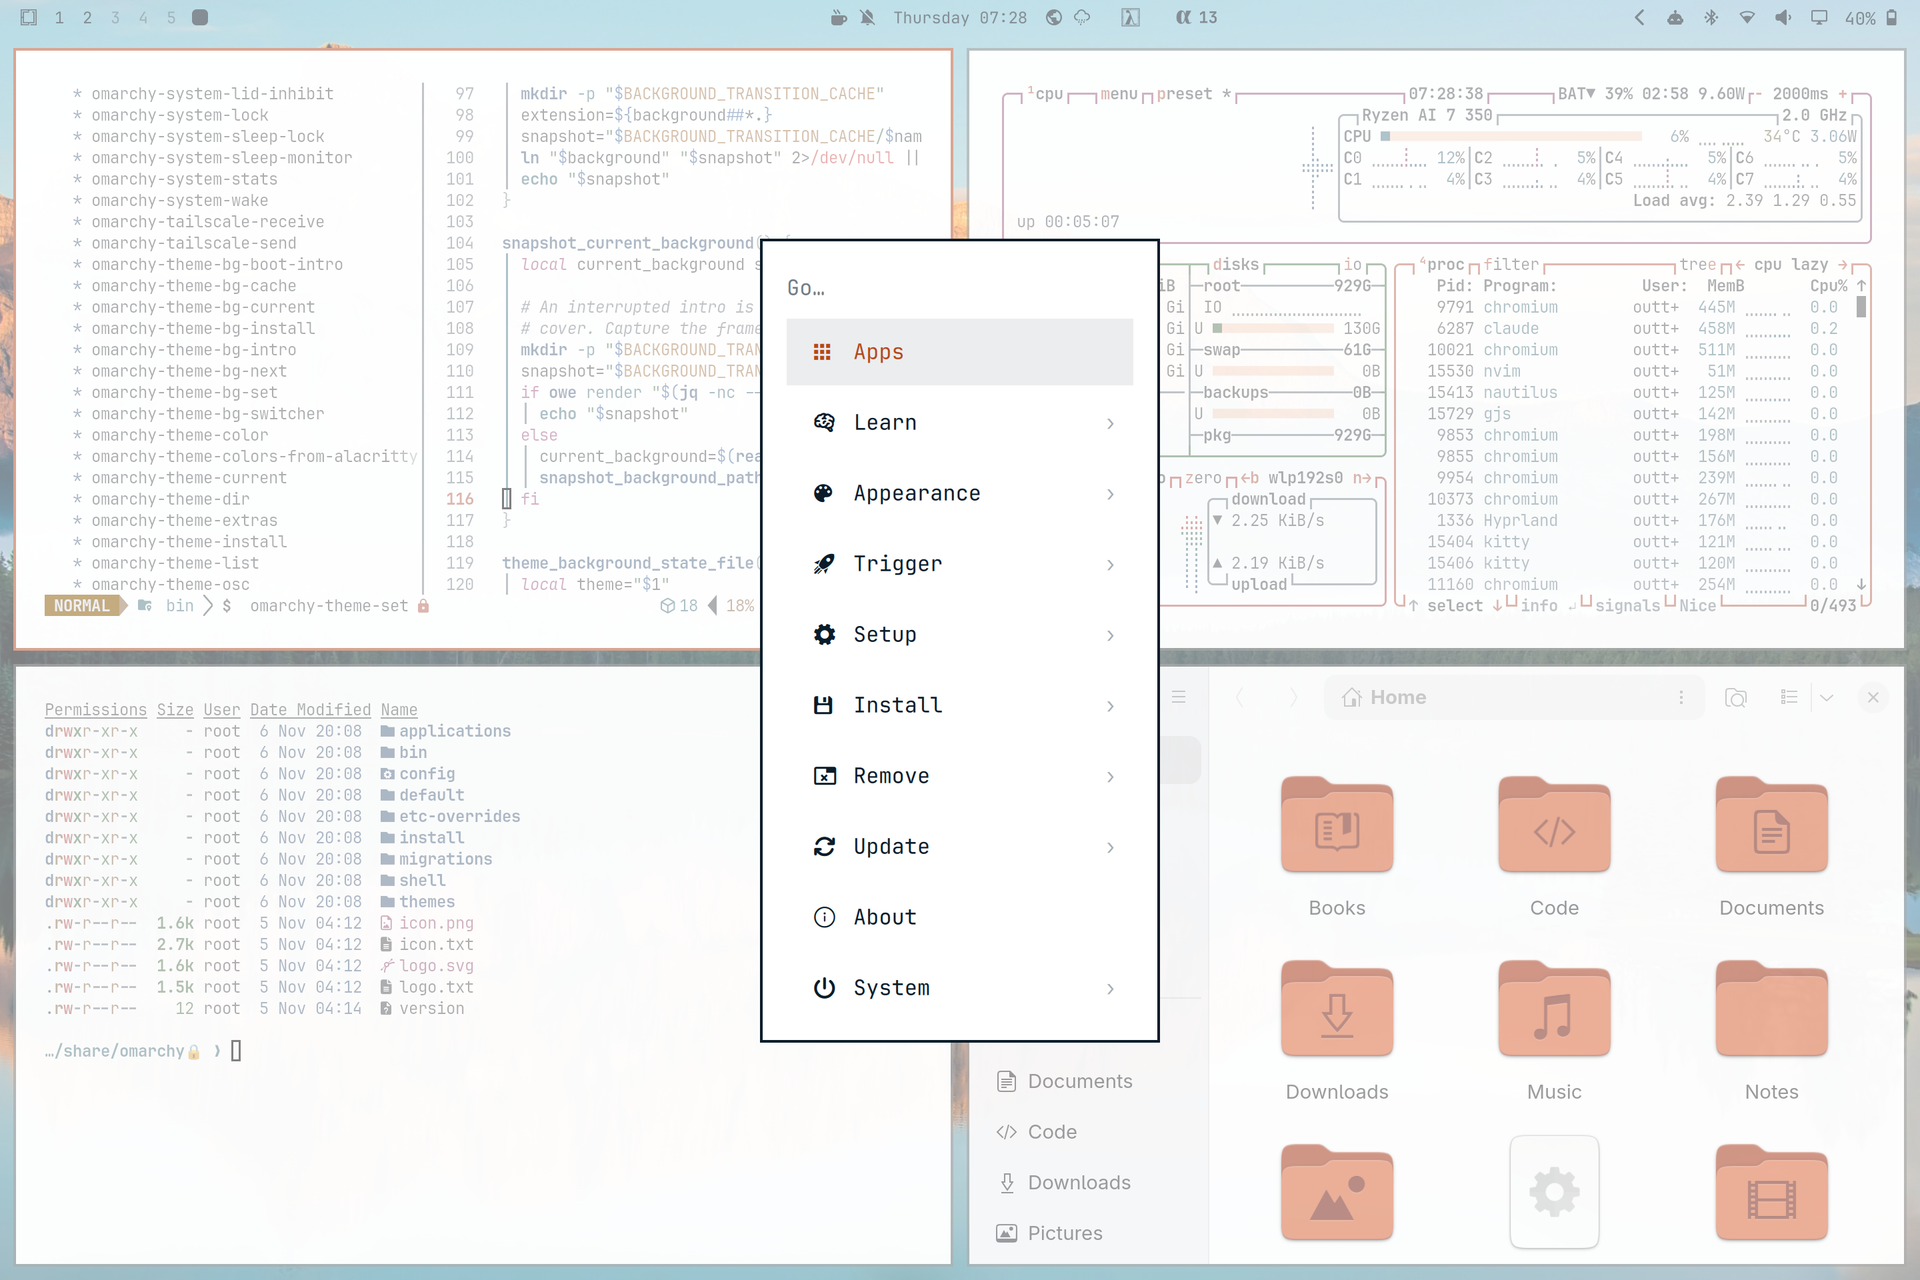 1 2 3 4 5
Thursday 07:28
13
40%
* omarchy-system-lid-inhibit
* omarchy-system-lock
* omarchy-system-sleep-lock
* omarchy-system-sleep-monitor
* omarchy-system-stats
* omarchy-system-wake
* omarchy-tailscale-receive
* omarchy-tailscale-send
* omarchy-theme-bg-boot-intro
* omarchy-theme-bg-cache
* omarchy-theme-bg-current
* omarchy-theme-bg-install
* omarchy-theme-bg-intro
* omarchy-theme-bg-next
* omarchy-theme-bg-set
* omarchy-theme-bg-switcher
* omarchy-theme-color
* omarchy-theme-colors-from-alacritty
* omarchy-theme-current
* omarchy-theme-dir
* omarchy-theme-extras
* omarchy-theme-install
* omarchy-theme-list
* omarchy-theme-osc
97 mkdir -p "$BACKGROUND_TRANSITION_CACHE"
98 extension=${background##*.}
99 snapshot="$BACKGROUND_TRANSITION_CACHE/$nam
100 ln "$background" "$snapshot" 2>/dev/null ||
101 echo "$snapshot"
102 }
103
104 snapshot_current_background() {
105 local current_background s
106
107 # An interrupted intro is
108 # cover. Capture the frame
109 mkdir -p "$BACKGROUND_TRAN
110 snapshot="$BACKGROUND_TRAN
111 if owe render "$(jq -nc --
112 echo "$snapshot"
113 else
114 current_background=$(rea
115 snapshot_background_path
116 fi
117 }
118
119 theme_background_state_file(
120 local theme="$1"
NORMAL bin $ omarchy-theme-set 18 18%
1cpu menu preset * 07:28:38 BAT▼ 39% 02:58 9.60W - 2000ms +
Ryzen AI 7 350 2.0 GHz
CPU 6% 34°C 3.06W
C0 12% C2 5% C4 5% C6 5%
C1 4% C3 4% C5 4% C7 4%
Load avg: 2.39 1.29 0.55
up 00:05:07
disks io
iB root 929G
Gi IO
Gi U 130G
Gi swap 61G
Gi U 0B
backups 0B
U 0B
pkg 929G
zero ←b wlp192s0 n→
download
▼ 2.25 KiB/s
▲ 2.19 KiB/s
upload
4proc filter tree ← cpu lazy →
Pid: Program: User: MemB Cpu% ↑
9791 chromium outt+ 445M 0.0
6287 claude outt+ 458M 0.2
10021 chromium outt+ 511M 0.0
15530 nvim outt+ 51M 0.0
15413 nautilus outt+ 125M 0.0
15729 gjs outt+ 142M 0.0
9853 chromium outt+ 198M 0.0
9855 chromium outt+ 156M 0.0
9954 chromium outt+ 239M 0.0
10373 chromium outt+ 267M 0.0
1336 Hyprland outt+ 176M 0.0
15404 kitty outt+ 121M 0.0
15406 kitty outt+ 120M 0.0
11160 chromium outt+ 254M 0.0 ↓
↑ select ↓ info ↵ signals Nice 0/493
Go…
Apps
Learn
Appearance
Trigger
Setup
Install
Remove
Update
About
System
Permissions Size User Date Modified Name
drwxr-xr-x - root 6 Nov 20:08 applications
drwxr-xr-x - root 6 Nov 20:08 bin
drwxr-xr-x - root 6 Nov 20:08 config
drwxr-xr-x - root 6 Nov 20:08 default
drwxr-xr-x - root 6 Nov 20:08 etc-overrides
drwxr-xr-x - root 6 Nov 20:08 install
drwxr-xr-x - root 6 Nov 20:08 migrations
drwxr-xr-x - root 6 Nov 20:08 shell
drwxr-xr-x - root 6 Nov 20:08 themes
.rw-r--r-- 1.6k root 5 Nov 04:12 icon.png
.rw-r--r-- 2.7k root 5 Nov 04:12 icon.txt
.rw-r--r-- 1.6k root 5 Nov 04:12 logo.svg
.rw-r--r-- 1.5k root 5 Nov 04:12 logo.txt
.rw-r--r-- 12 root 5 Nov 04:14 version
…/share/omarchy ❯
Home
Documents
Code
Downloads
Pictures
Books
Code
Documents
Downloads
Music
Notes